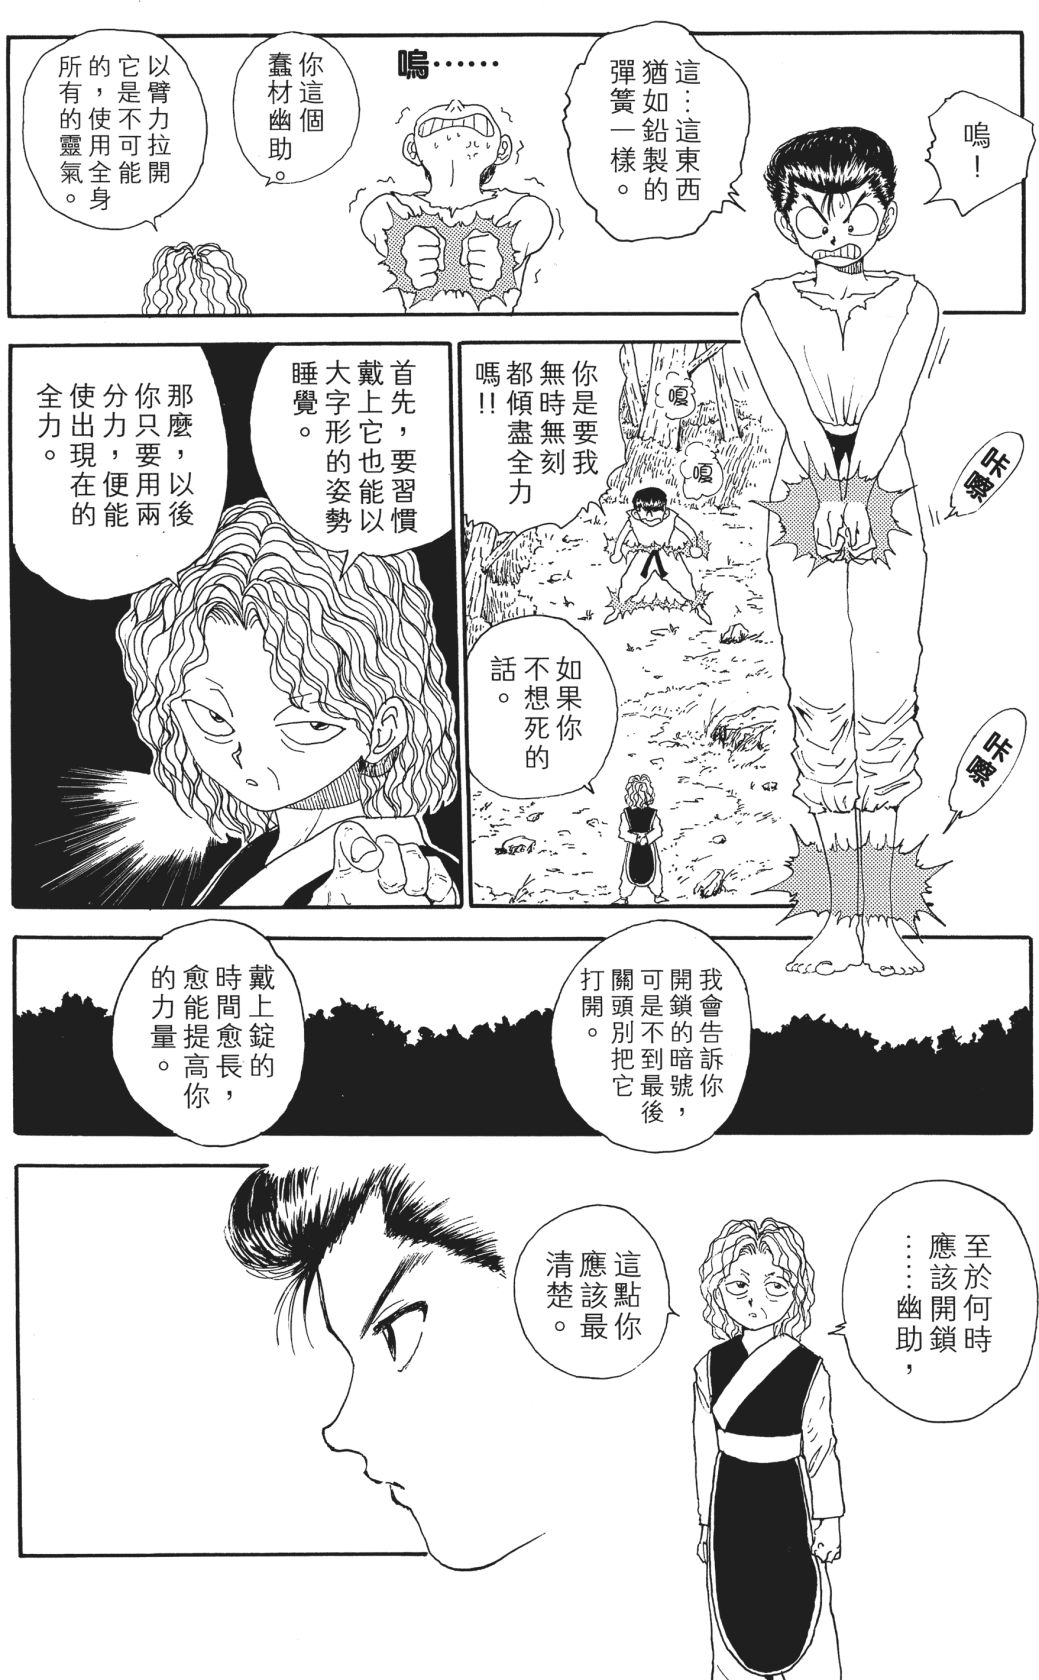 嗚！
這…這東西
猶如鉛製的
彈簧一樣。
嗚……
你這個
蠢材幽助。
以臂力拉開
它是不可能
的，使用全身
所有的靈氣。
咔嚓
咔嚓
你是要我
無時無刻
都傾盡全力
嗎!!
嗄
嗄
如果你
不想死的
話。
首先，要習慣
戴上它也能以
大字形的姿勢
睡覺。
那麼，以後
你只要用兩
分力，便能
使出現在的
全力。
我會告訴你
開鎖的暗號，
可是不到最後
關頭別把它
打開。
戴上錠的
時間愈長，
愈能提高你
的力量。
至於何時
應該開鎖
……幽助，
這點你
應該最
清楚。